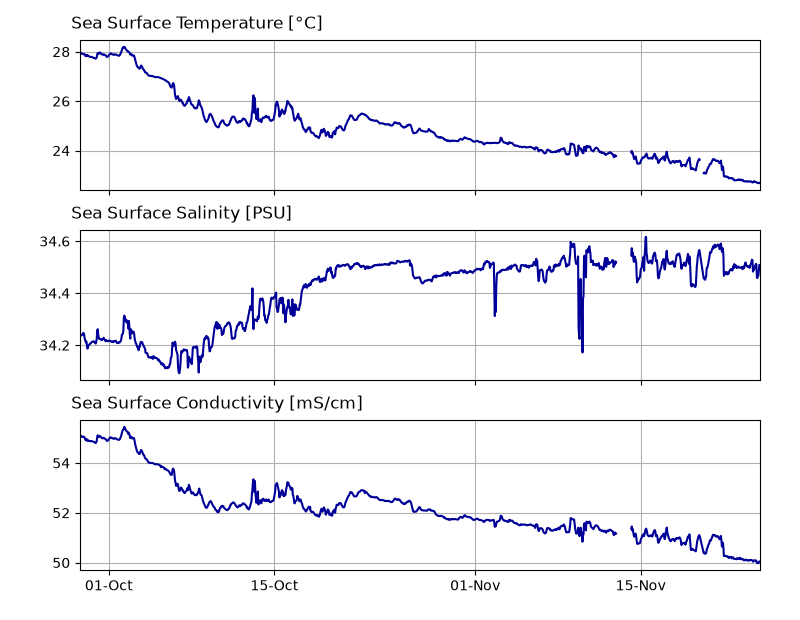 Sea Surface Temperature [°C]
28
26
24
Sea Surface Salinity [PSU]
34.6
34.4
34.2
Sea Surface Conductivity [mS/cm]
54
52
50
01-Oct 15-Oct 01-Nov 15-Nov